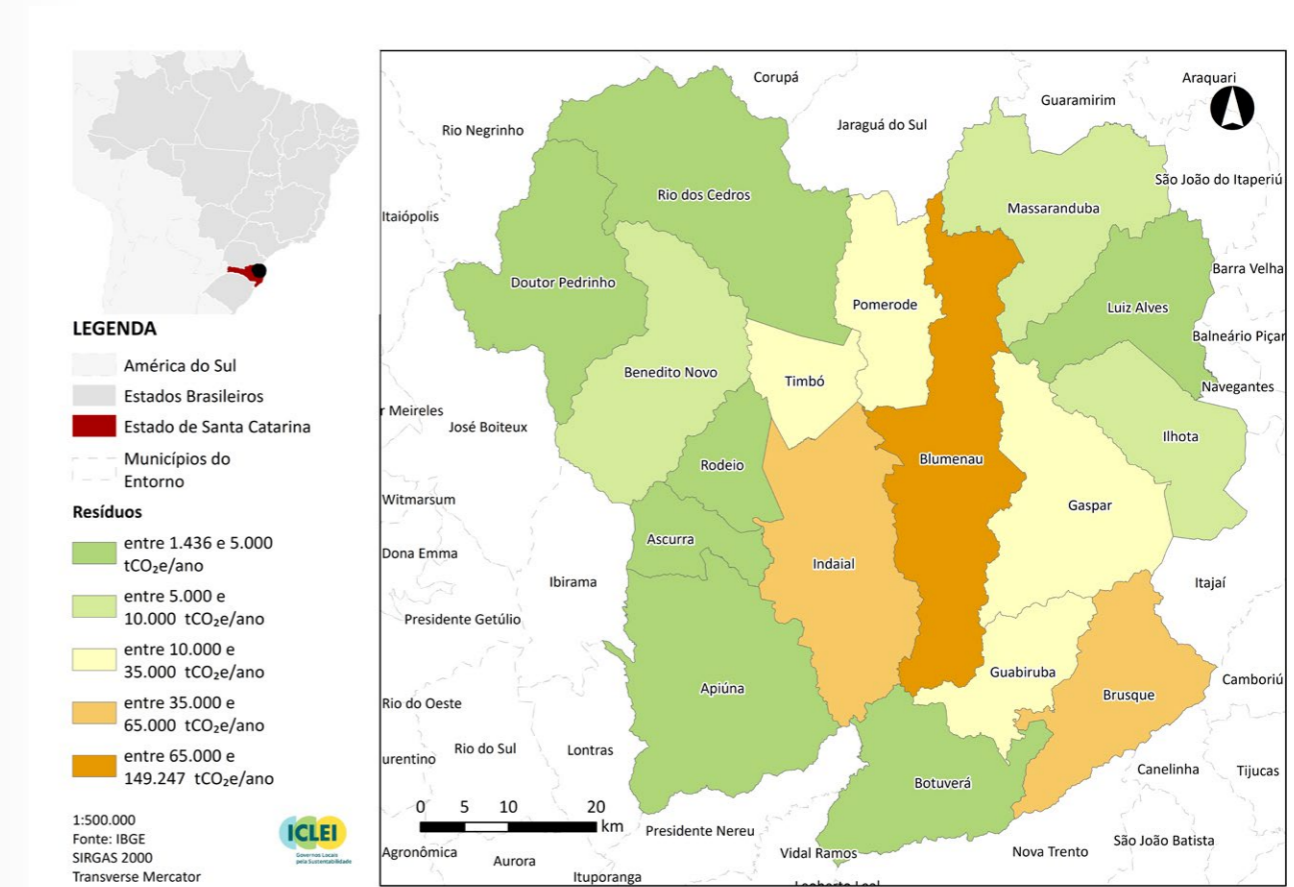 LEGENDA
América do Sul
Estados Brasileiros
Estado de Santa Catarina
Municípios do
Entorno
Resíduos
entre 1.436 e 5.000
tCO₂e/ano
entre 5.000 e
10.000 tCO₂e/ano
entre 10.000 e
35.000 tCO₂e/ano
entre 35.000 e
65.000 tCO₂e/ano
entre 65.000 e
149.247 tCO₂e/ano
1:500.000
Fonte: IBGE
SIRGAS 2000
Transverse Mercator
ICLEI
Governos Locais
pela Sustentabilidade
Corupá
Araquari
Guaramirim
Rio Negrinho
Jaraguá do Sul
São João do Itaperiú
Rio dos Cedros
Massaranduba
Itaiópolis
Barra Velha
Doutor Pedrinho
Pomerode
Luiz Alves
Balneário Piçar
Benedito Novo
Timbó
Navegantes
r Meireles
José Boiteux
Ilhota
Rodeio
Blumenau
Witmarsum
Gaspar
Ascurra
Dona Emma
Indaial
Ibirama
Itajaí
Presidente Getúlio
Guabiruba
Apiúna
Brusque
Camboriú
Rio do Oeste
Rio do Sul
Lontras
urentino
Canelinha
Tijucas
Botuverá
0 5 10 20
km
Presidente Nereu
São João Batista
Agronômica
Vidal Ramos
Nova Trento
Aurora
Ituporanga